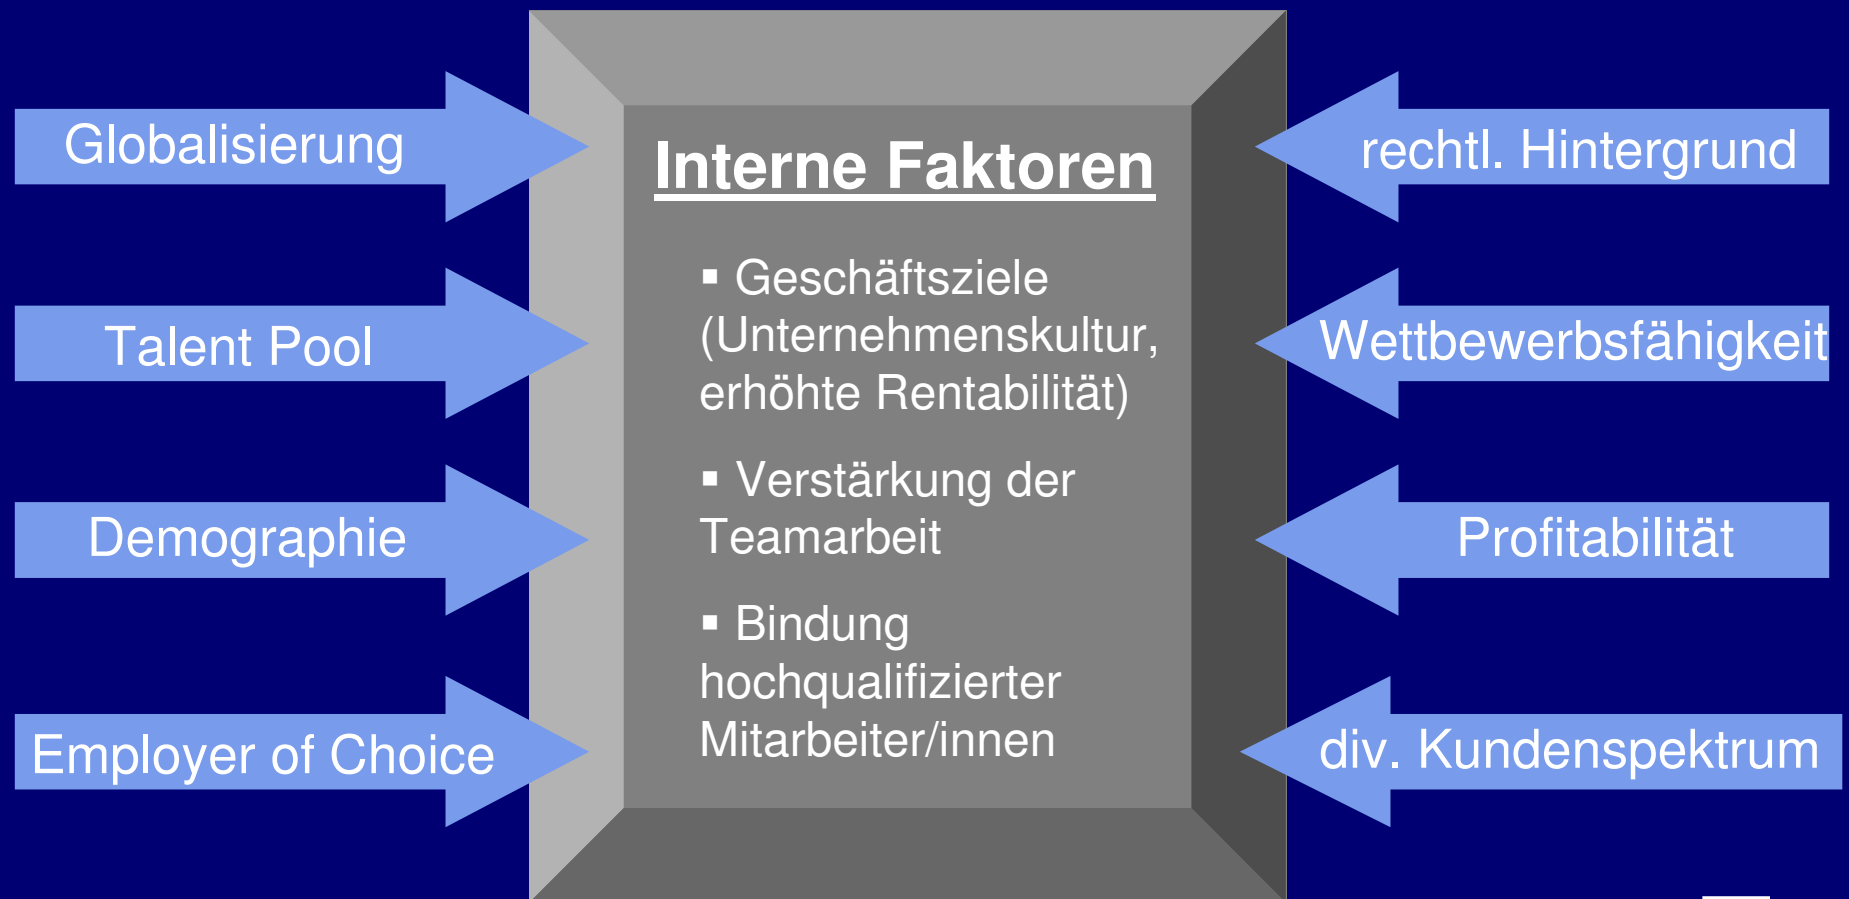 Globalisierung
Talent Pool
Demographie
Employer of Choice
Interne Faktoren
▪ Geschäftsziele
(Unternehmenskultur,
erhöhte Rentabilität)
▪ Verstärkung der
Teamarbeit
▪ Bindung
hochqualifizierter
Mitarbeiter/innen
rechtl. Hintergrund
Wettbewerbsfähigkeit
Profitabilität
div. Kundenspektrum